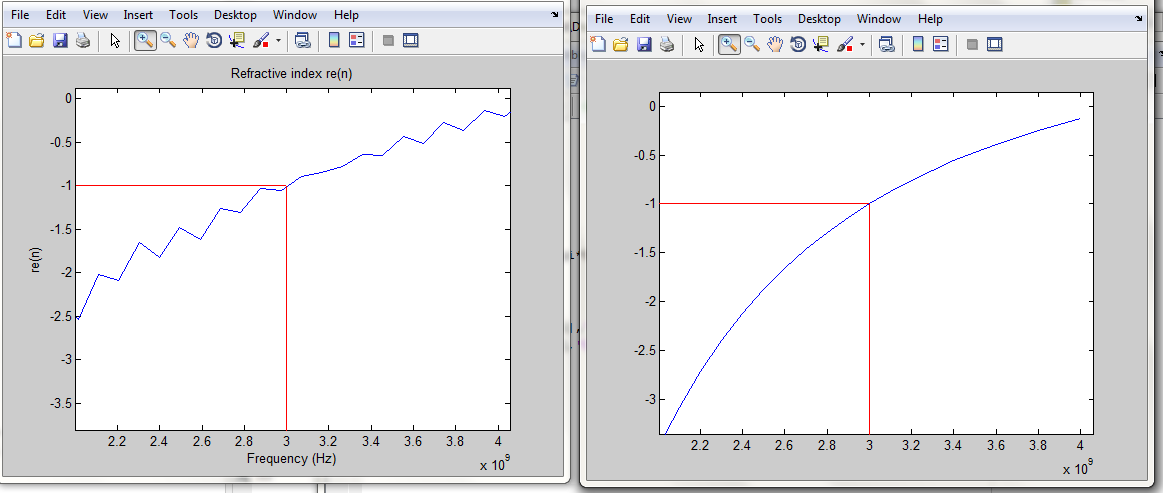 File Edit View Insert Tools Desktop Window Help
Refractive index re(n)
0
-0.5
-1
-1.5
-2
-2.5
-3
-3.5
re(n)
2.2 2.4 2.6 2.8 3 3.2 3.4 3.6 3.8 4
Frequency (Hz)
x 10^9
File Edit View Insert Tools Desktop Window Help
0
-0.5
-1
-1.5
-2
-2.5
-3
2.2 2.4 2.6 2.8 3 3.2 3.4 3.6 3.8 4
x 10^9